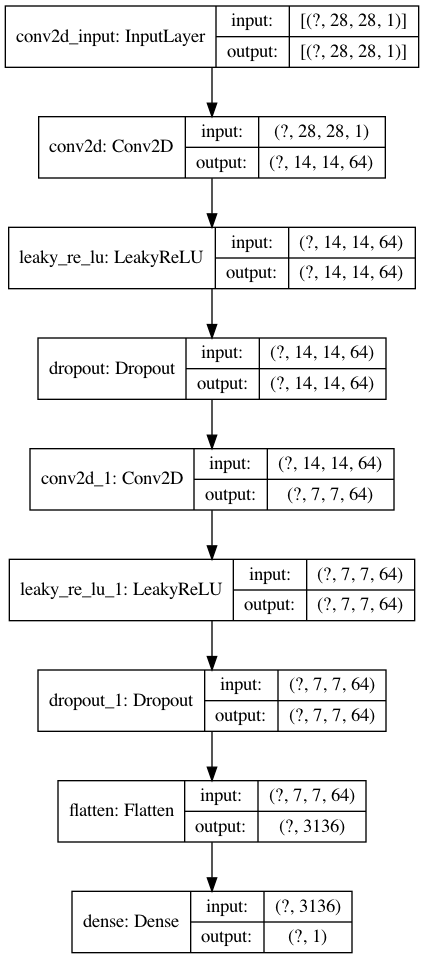 conv2d_input: InputLayer
input: [(?, 28, 28, 1)]
output: [(?, 28, 28, 1)]
conv2d: Conv2D
input: (?, 28, 28, 1)
output: (?, 14, 14, 64)
leaky_re_lu: LeakyReLU
input: (?, 14, 14, 64)
output: (?, 14, 14, 64)
dropout: Dropout
input: (?, 14, 14, 64)
output: (?, 14, 14, 64)
conv2d_1: Conv2D
input: (?, 14, 14, 64)
output: (?, 7, 7, 64)
leaky_re_lu_1: LeakyReLU
input: (?, 7, 7, 64)
output: (?, 7, 7, 64)
dropout_1: Dropout
input: (?, 7, 7, 64)
output: (?, 7, 7, 64)
flatten: Flatten
input: (?, 7, 7, 64)
output: (?, 3136)
dense: Dense
input: (?, 3136)
output: (?, 1)